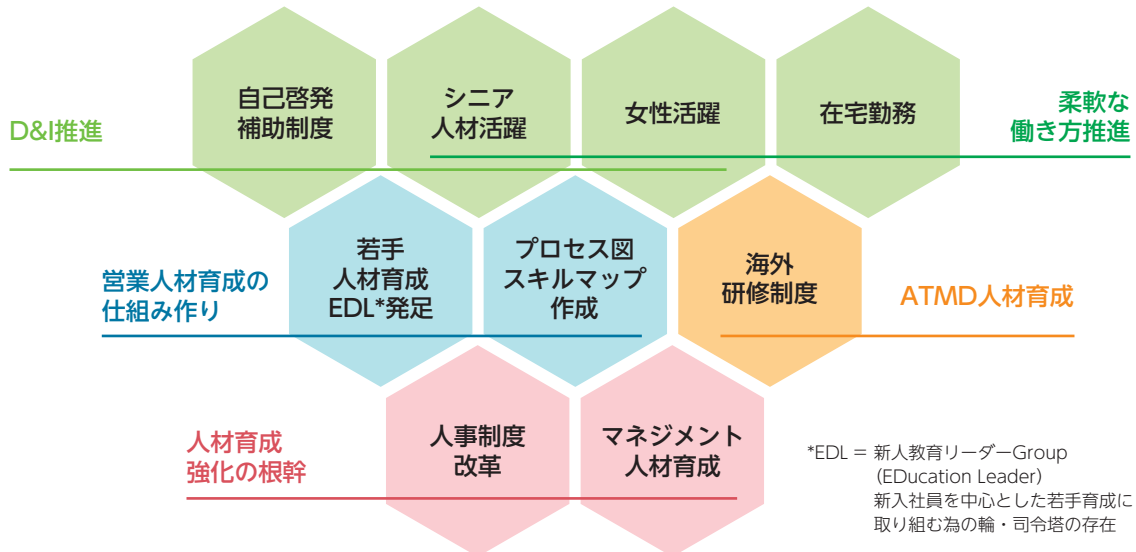 D&I推進
自己啓発
補助制度
シニア
人材活躍
女性活躍
在宅勤務
柔軟な
働き方推進
営業人材育成の
仕組み作り
若手
人材育成
EDL*発足
プロセス図
スキルマップ
作成
海外
研修制度
ATMD人材育成
人材育成
強化の根幹
人事制度
改革
マネジメント
人材育成
*EDL = 新人教育リーダーGroup
(EDucation Leader)
新入社員を中心とした若手育成に
取り組む為の輪・司令塔の存在